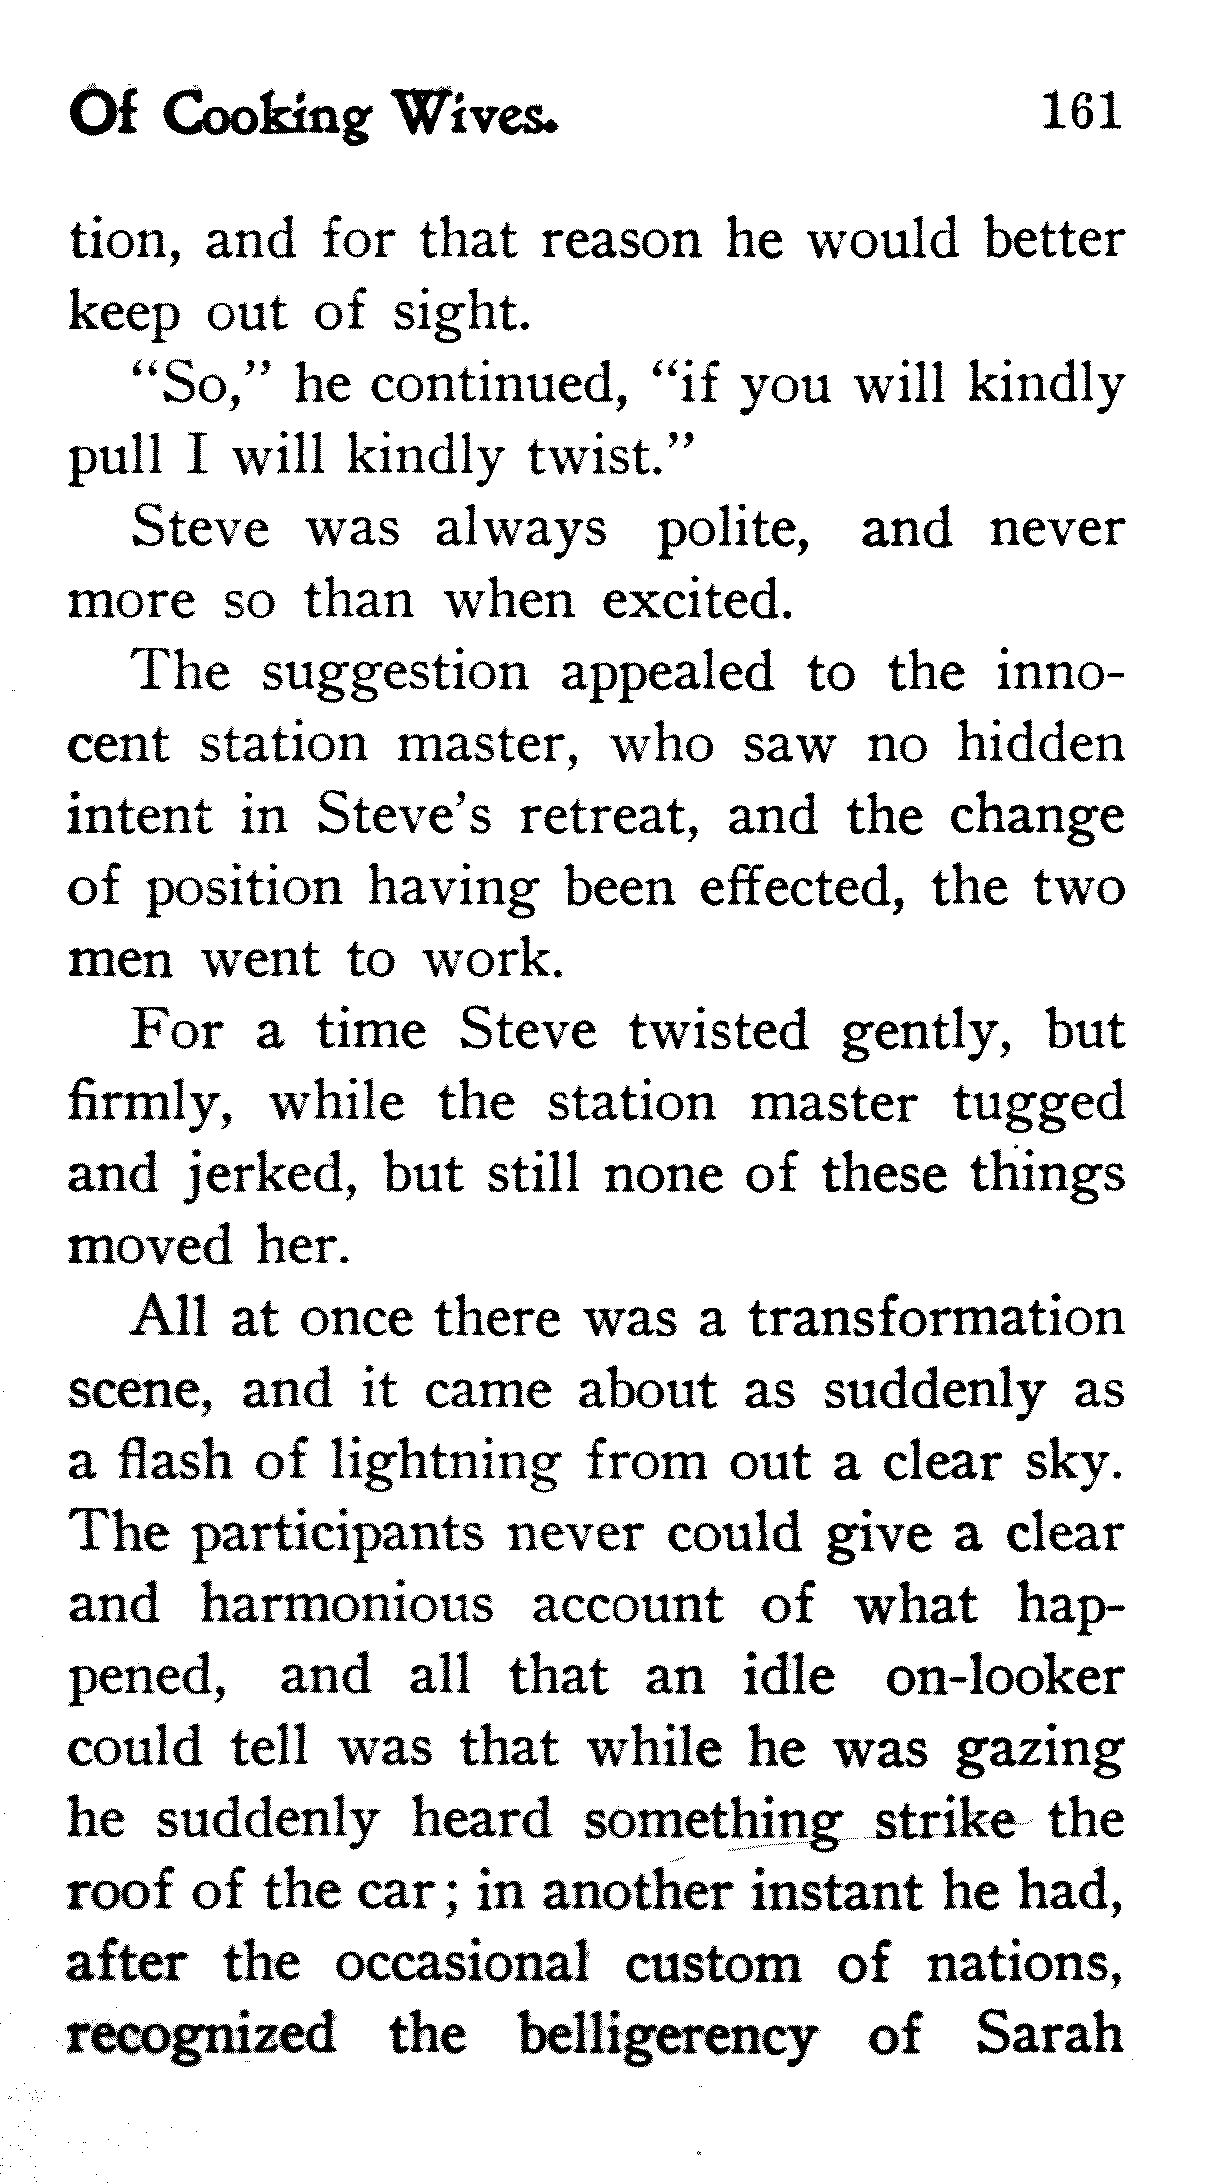 Of Cooking Wives. 161
tion, and for that reason he would better
keep out of sight.
“So,” he continued, “if you will kindly
pull I will kindly twist.”
Steve was always polite, and never
more so than when excited.
The suggestion appealed to the inno-
cent station master, who saw no hidden
intent in Steve’s retreat, and the change
of position having been effected, the two
men went to work.
For a time Steve twisted gently, but
firmly, while the station master tugged
and jerked, but still none of these things
moved her.
All at once there was a transformation
scene, and it came about as suddenly as
a flash of lightning from out a clear sky.
The participants never could give a clear
and harmonious account of what hap-
pened, and all that an idle on-looker
could tell was that while he was gazing
he suddenly heard something strike the
roof of the car; in another instant he had,
after the occasional custom of nations,
recognized the belligerency of Sarah